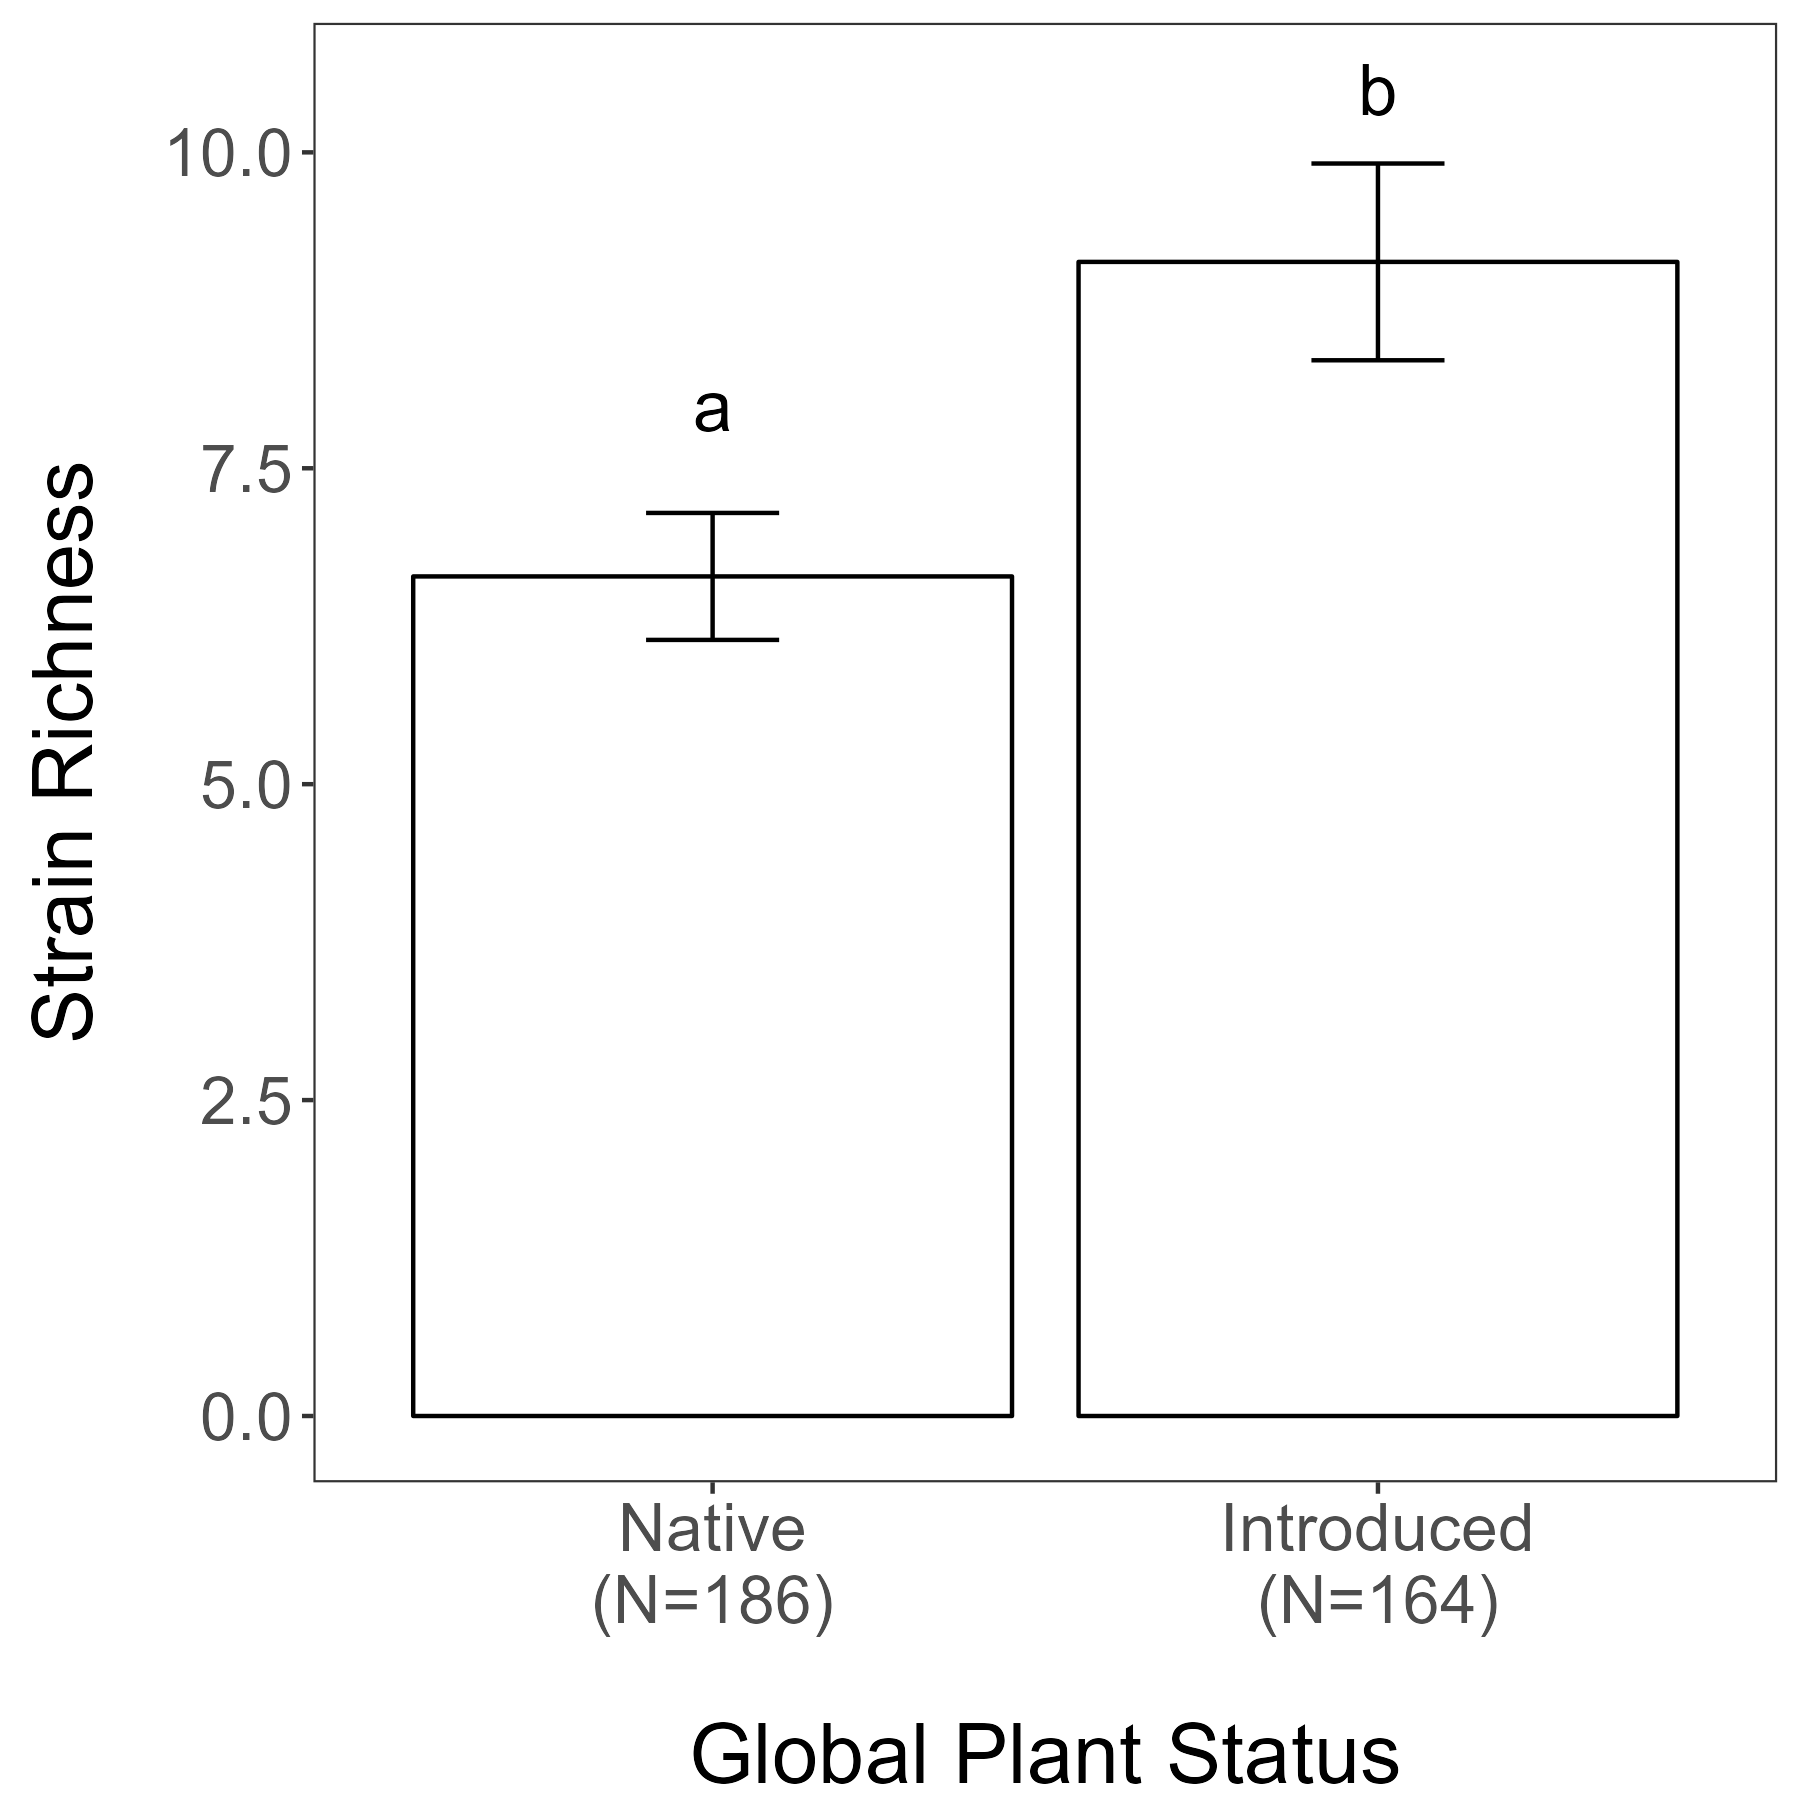 Strain Richness
10.0
7.5
5.0
2.5
0.0
a
b
Native
(N=186)
Introduced
(N=164)
Global Plant Status